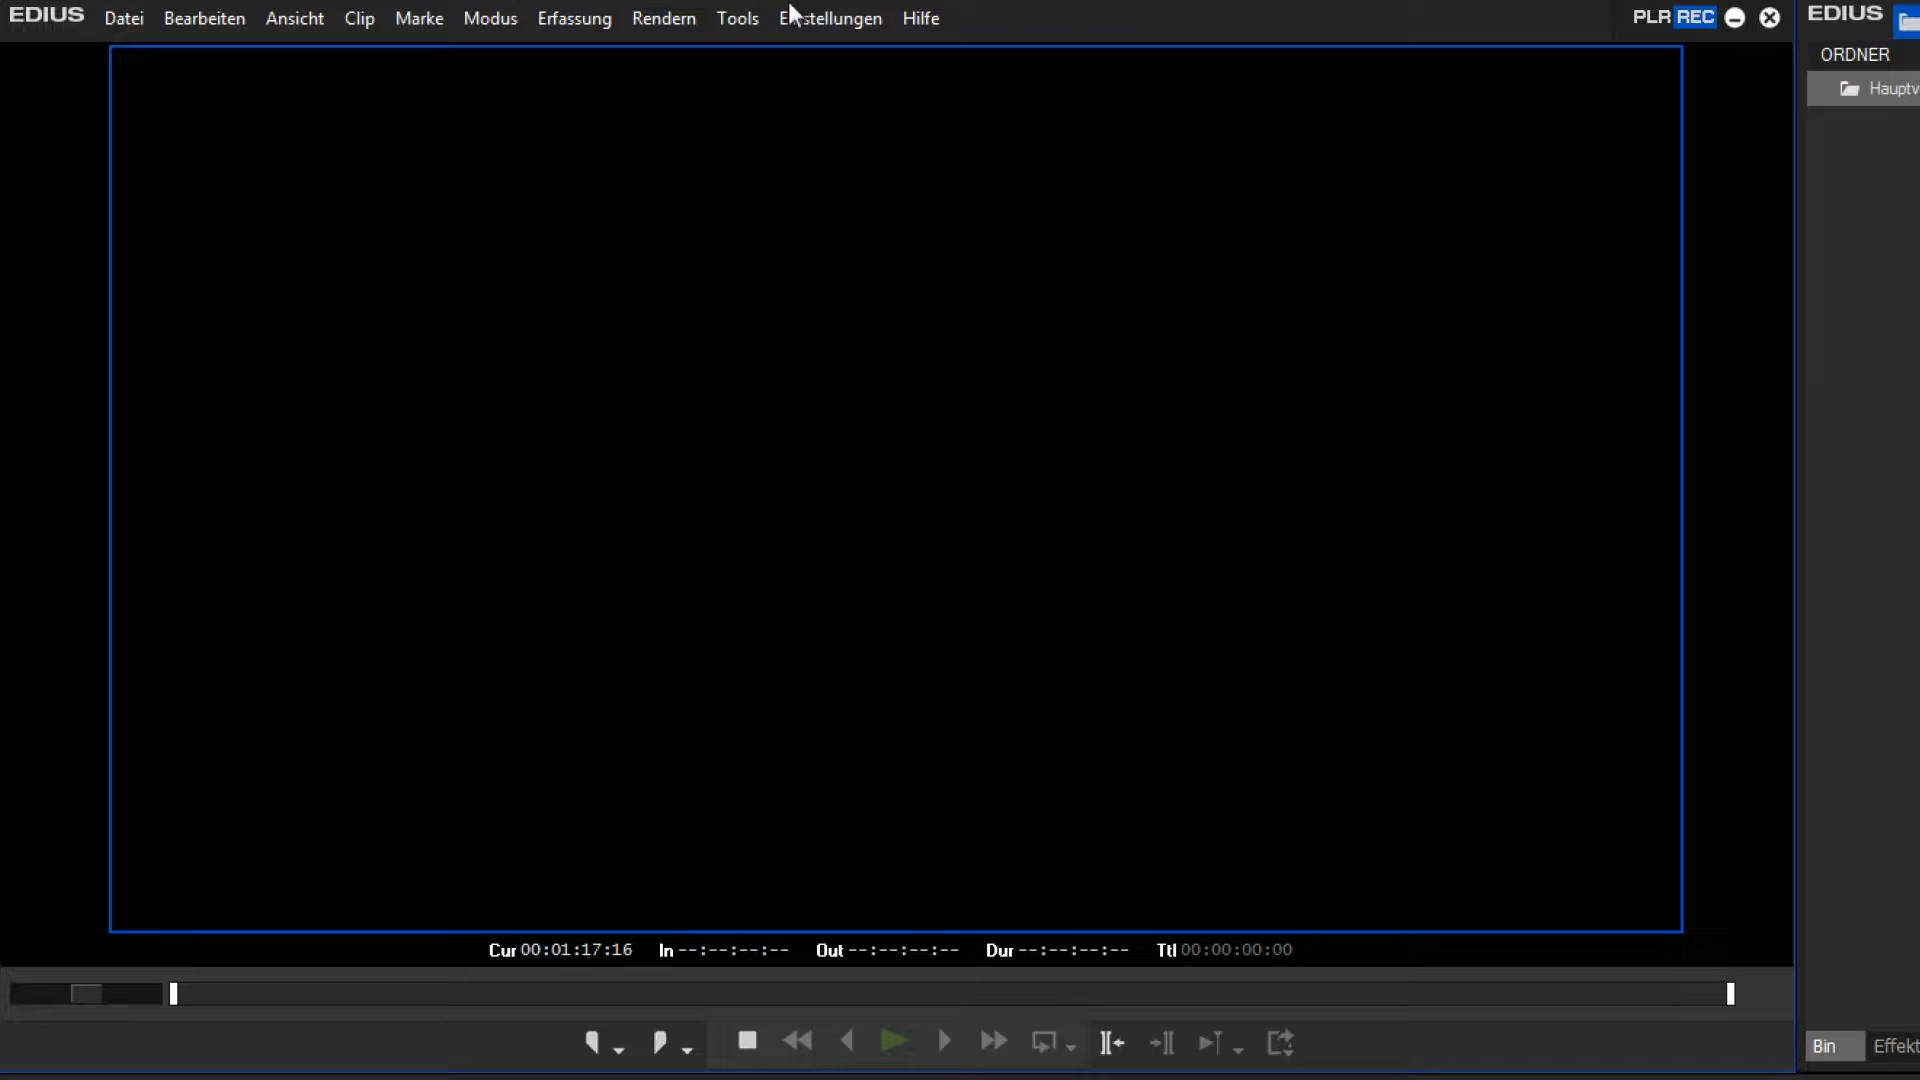 EDIUS Datei Bearbeiten Ansicht Clip Marke Modus Erfassung Rendern Tools Hilfe PLR REC
EDIUS
ORDNER
Cur 00:01:17:16 In --:--:--:-- Out --:--:--:-- Dur --:--:--:-- Ttl 00:00:00:00
Bin